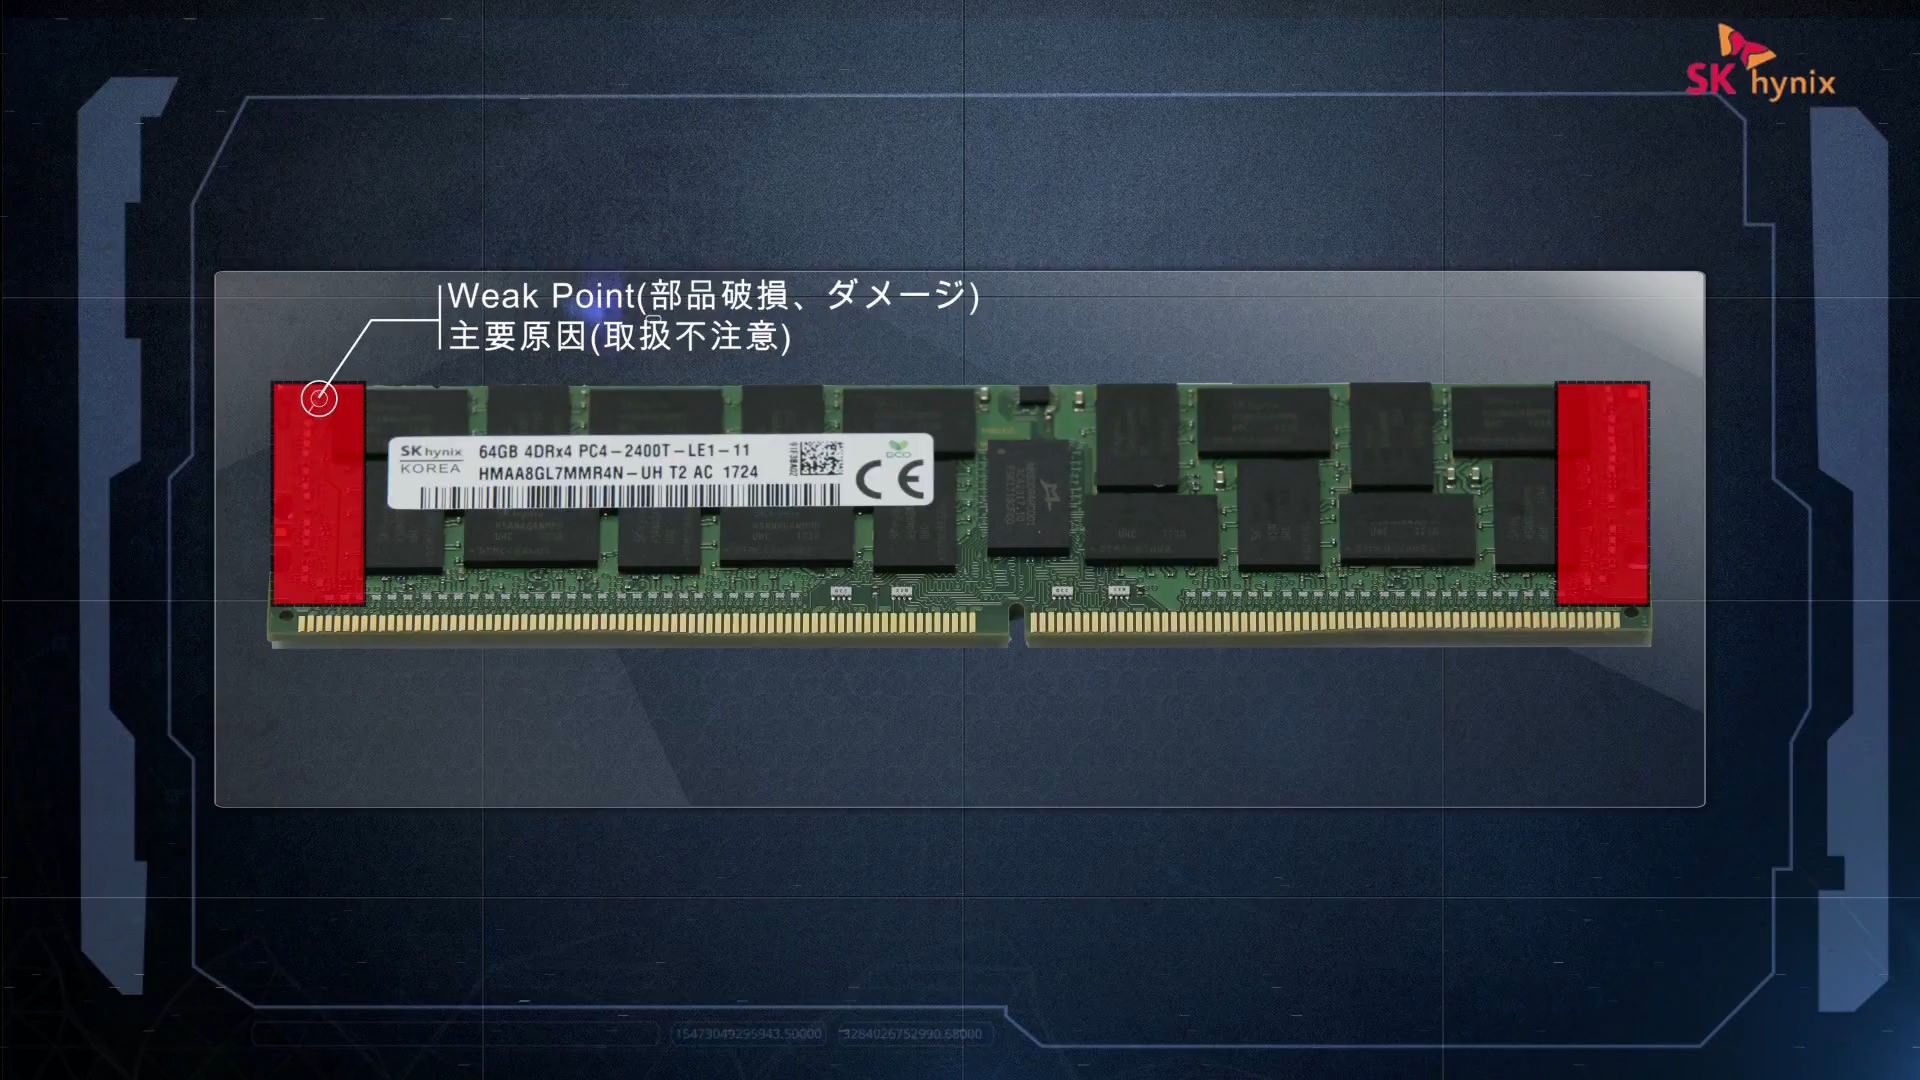 SK hynix
Weak Point(部品破損、ダメージ)
主要原因(取扱不注意)
SK hynix
KOREA
64GB 4DRx4 PC4-2400T-LE1-11
HMAA8GL7MMR4N-UH T2 AC 1724
CE
15473049295943.50000
3284026752990.68000